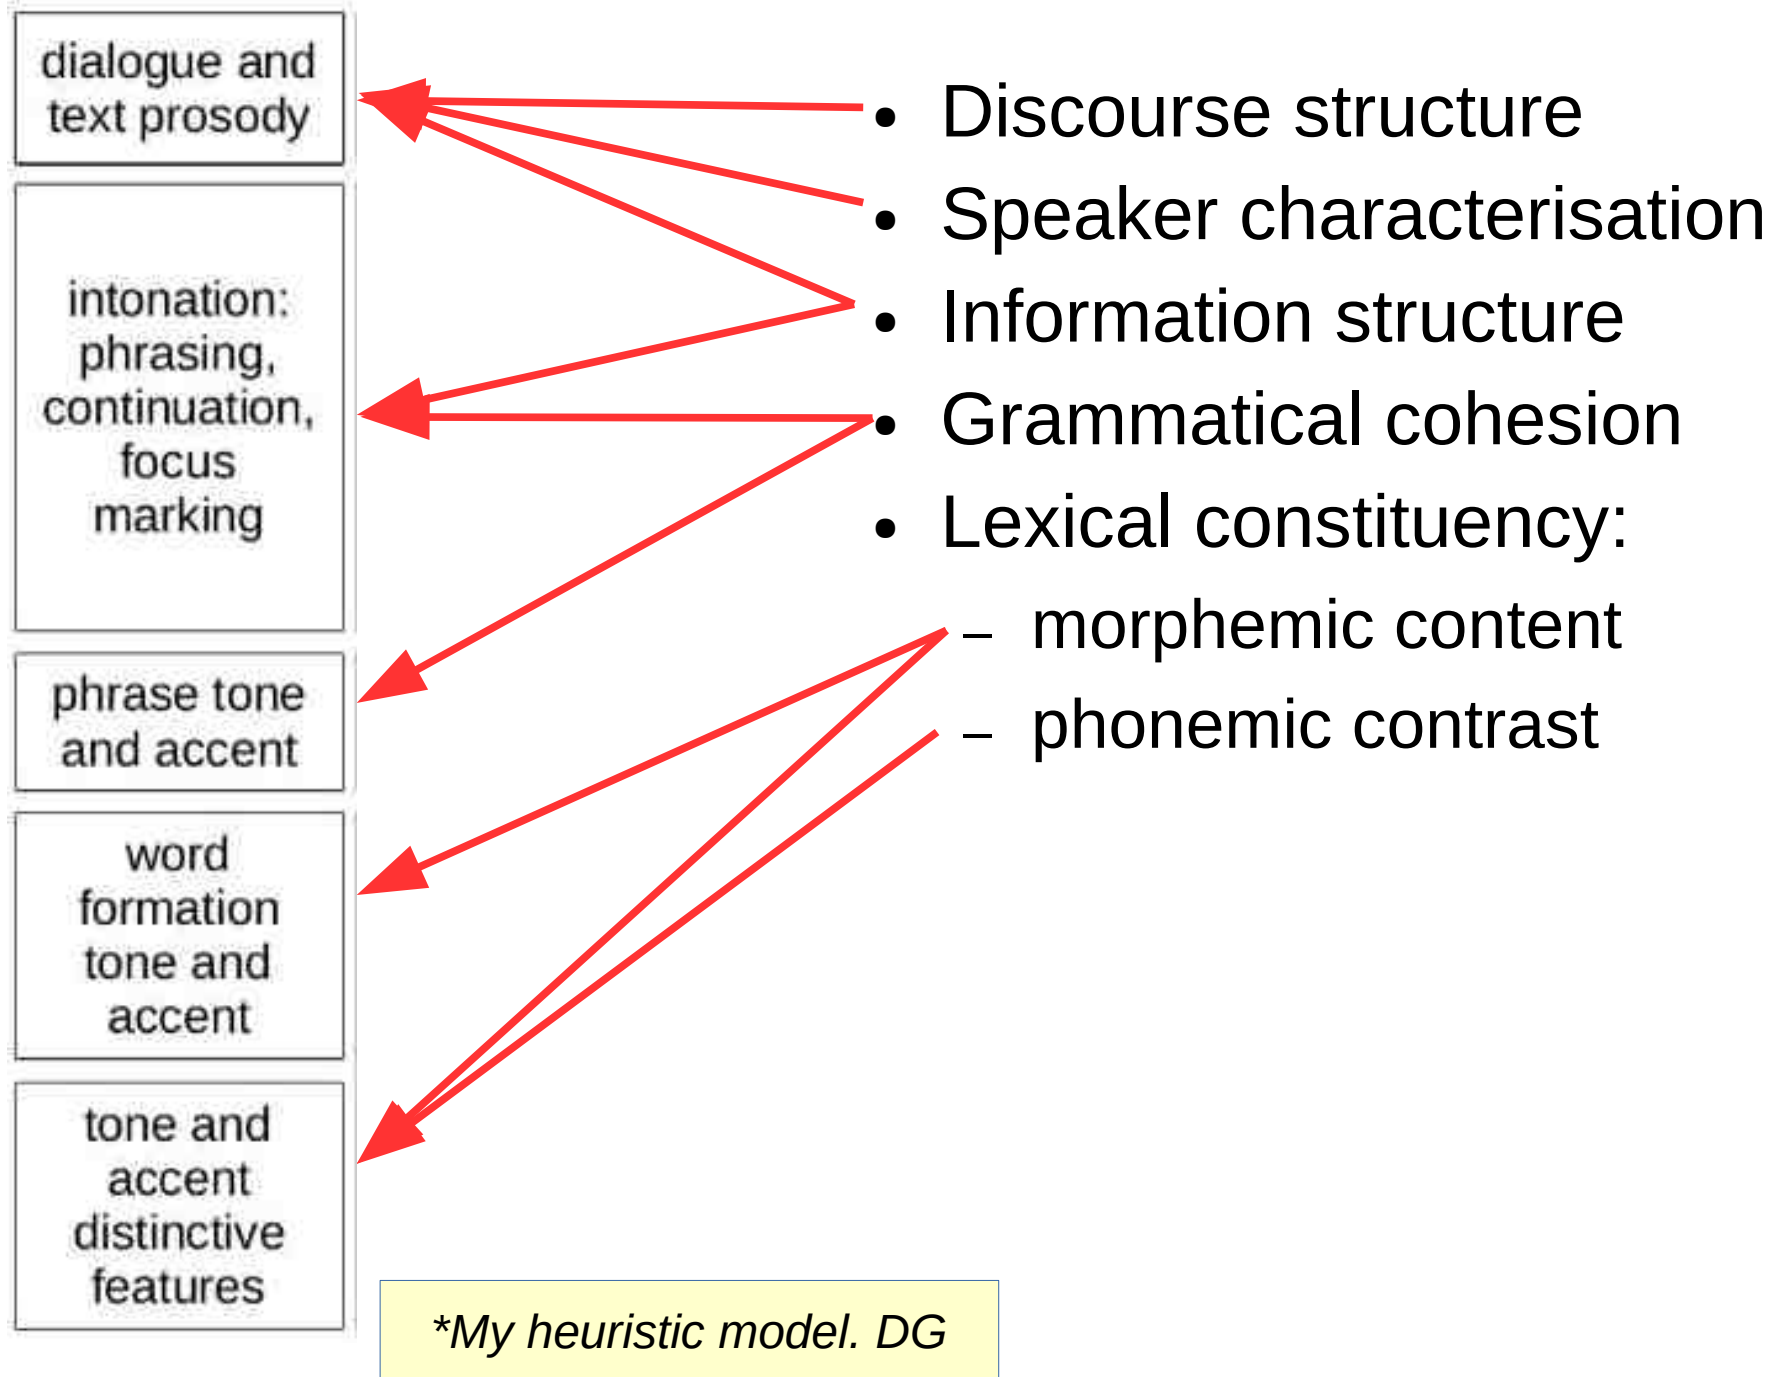 dialogue and
text prosody
intonation:
phrasing,
continuation,
focus
marking
phrase tone
and accent
word
formation
tone and
accent
tone and
accent
distinctive
features
• Discourse structure
• Speaker characterisation
• Information structure
• Grammatical cohesion
• Lexical constituency:
– morphemic content
– phonemic contrast
*My heuristic model. DG